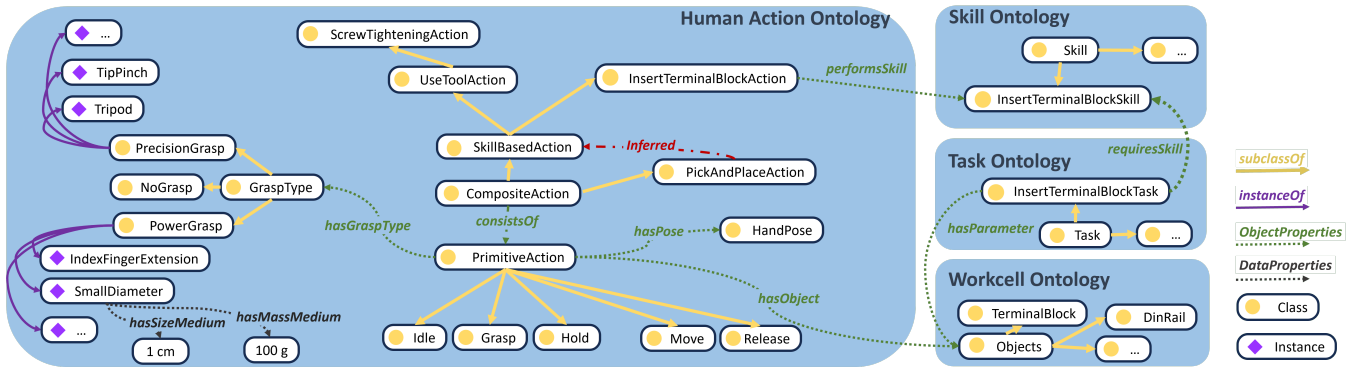 Human Action Ontology
...
TipPinch
Tripod
PrecisionGrasp
NoGrasp
GraspType
PowerGrasp
IndexFingerExtension
SmallDiameter
...
hasSizeMedium
hasMassMedium
1 cm
100 g
ScrewTighteningAction
UseToolAction
InsertTerminalBlockAction
SkillBasedAction
Inferred
PickAndPlaceAction
CompositeAction
consistsOf
hasGraspType
hasPose
HandPose
PrimitiveAction
hasObject
Idle
Grasp
Hold
Move
Release
performsSkill
Skill Ontology
Skill
...
InsertTerminalBlockSkill
requiresSkill
Task Ontology
InsertTerminalBlockTask
hasParameter
Task
...
Workcell Ontology
TerminalBlock
DinRail
Objects
...
subclassOf
instanceOf
ObjectProperties
DataProperties
Class
Instance